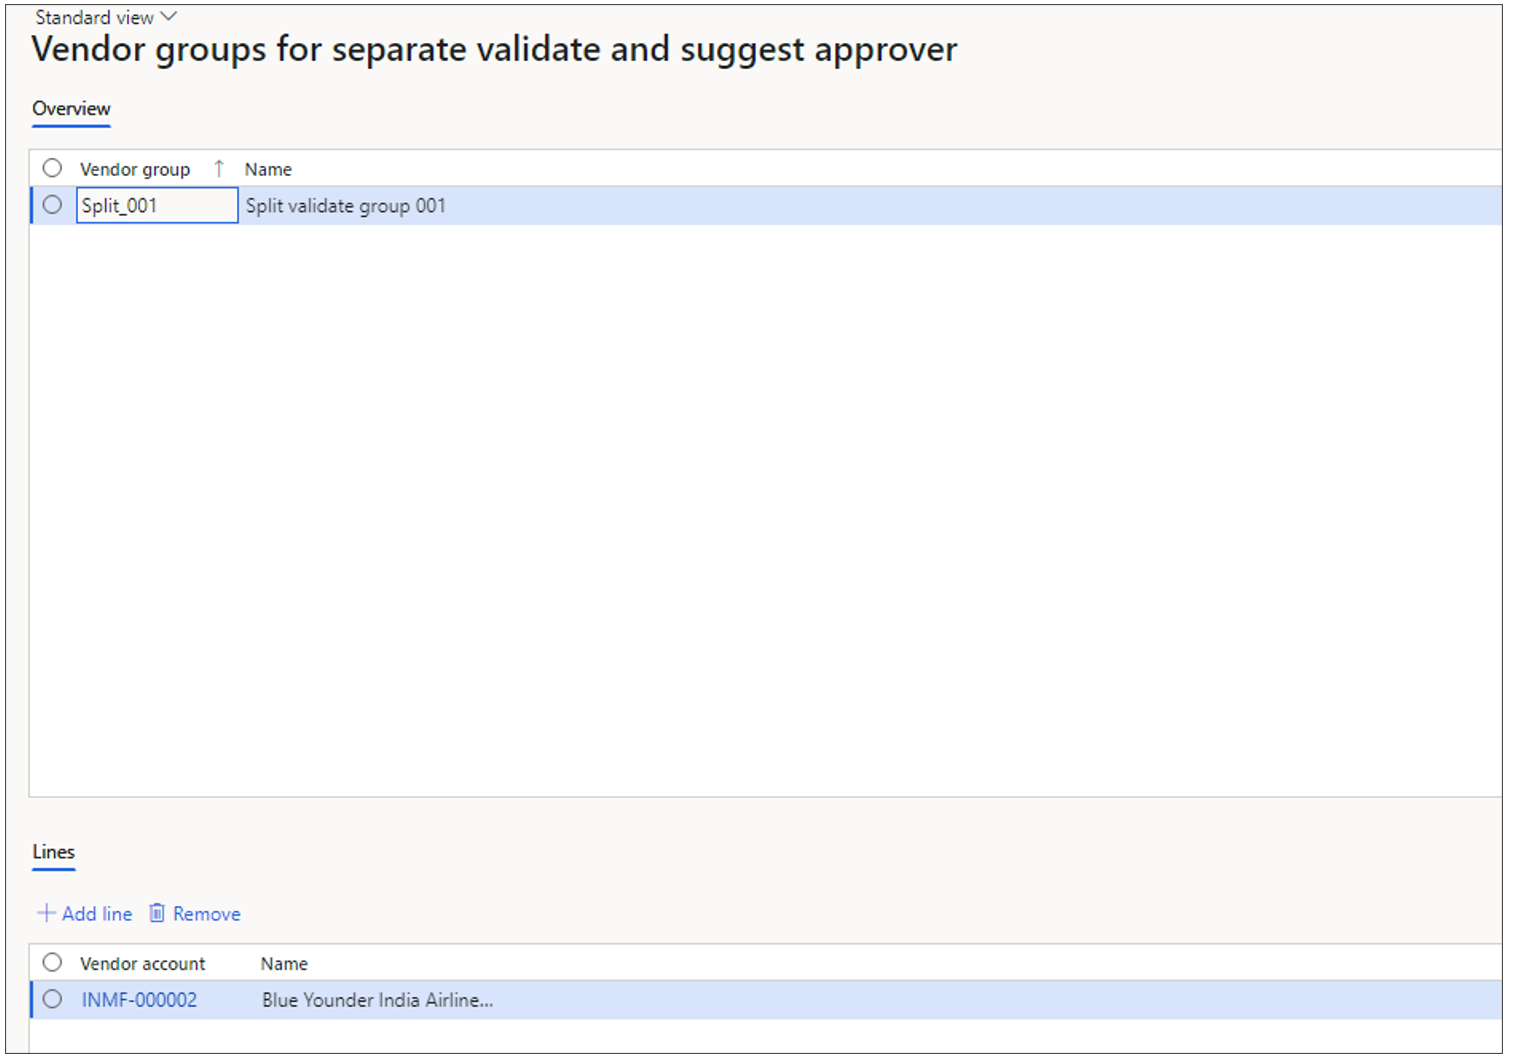 Standard view
Vendor groups for separate validate and suggest approver
Overview
Vendor group ↑ Name
Split_001 Split validate group 001
Lines
Add line Remove
Vendor account Name
INMF-000002 Blue Younder India Airline...